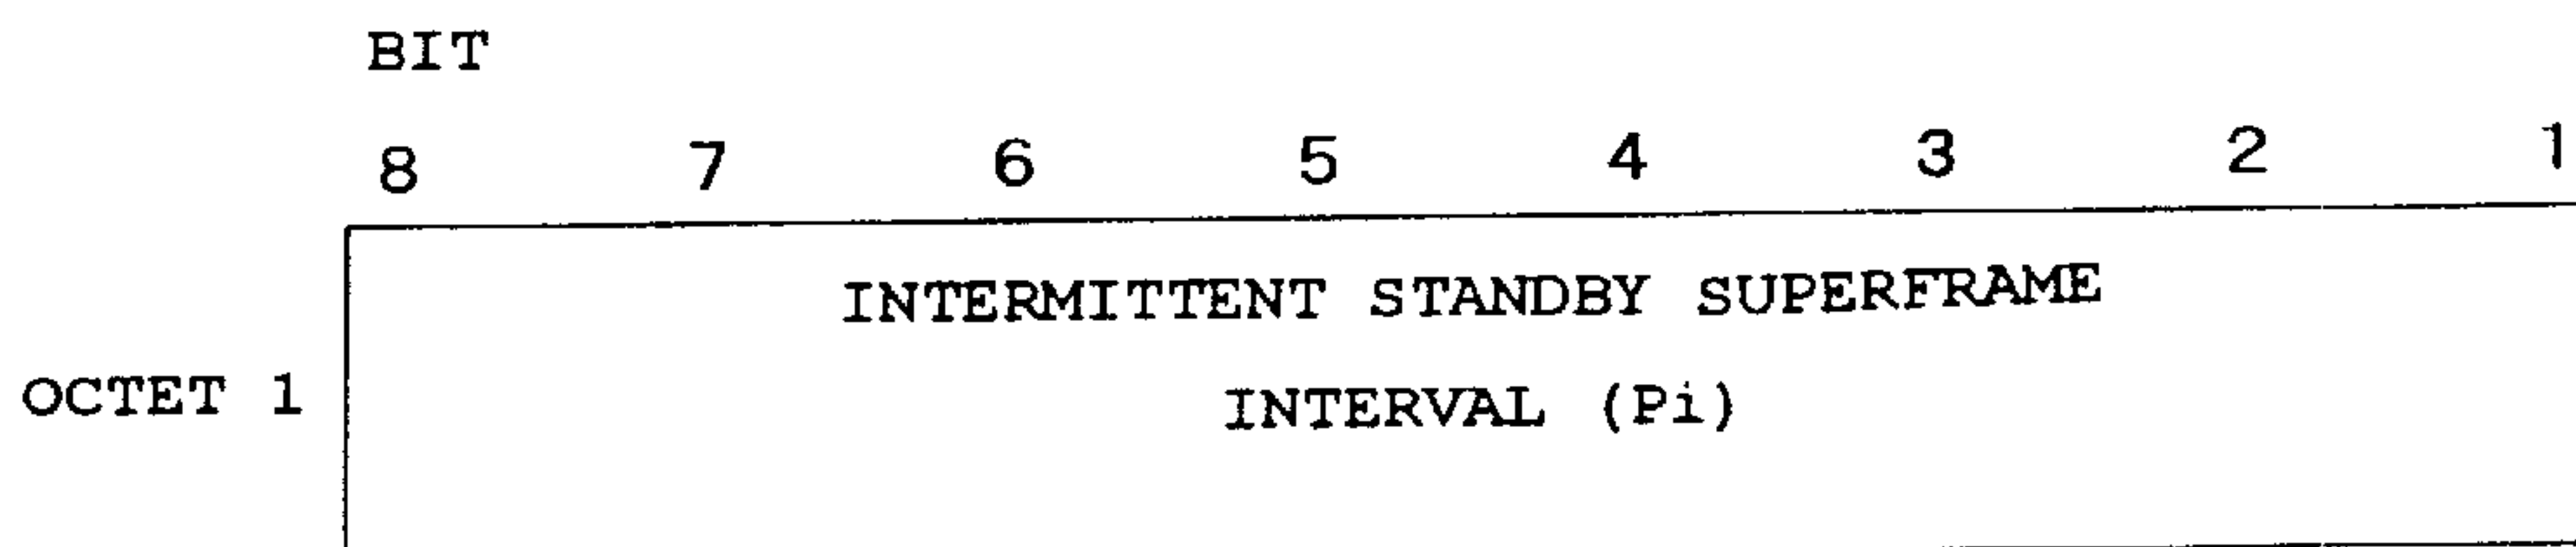 BIT
8 7 6 5 4 3 2 1
INTERMITTENT STANDBY SUPERFRAME
OCTET 1
INTERVAL (Pi)